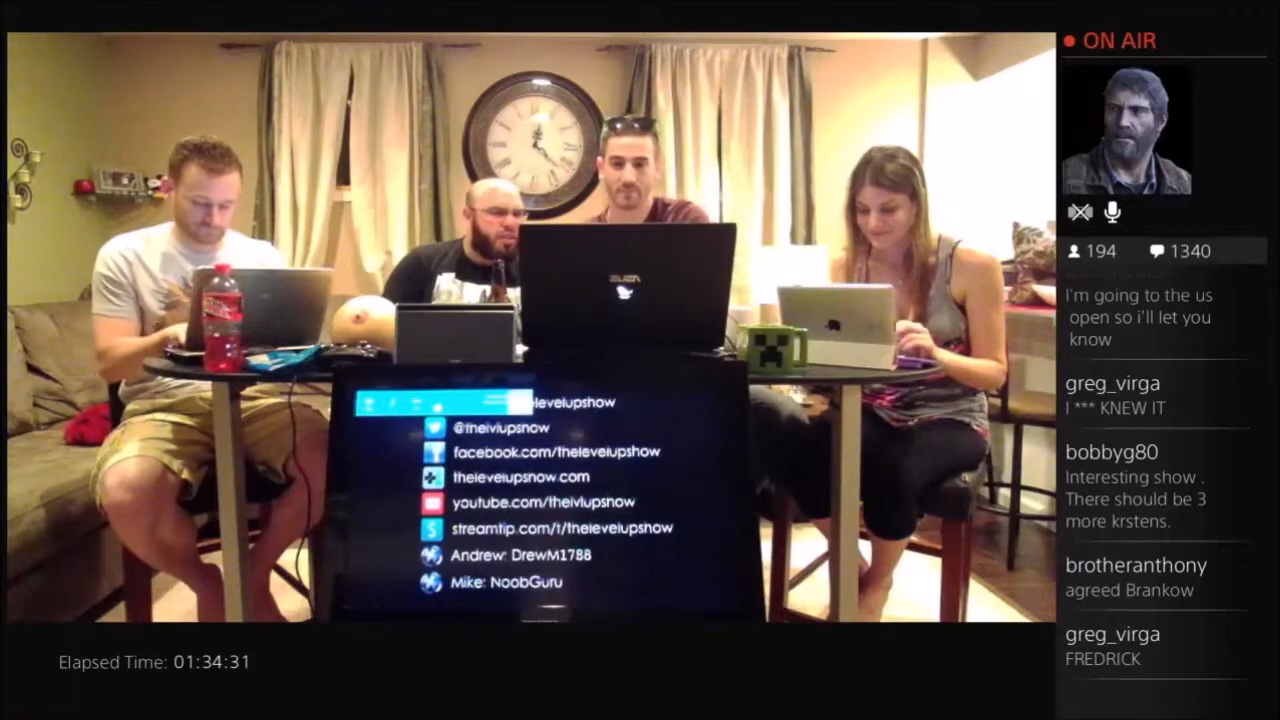 ON AIR
194 1340
I'm going to the us
open so i'll let you
know
greg_virga
I *** KNEW IT
bobbyg80
Interesting show .
There should be 3
more krstens.
brotheranthony
agreed Brankow
greg_virga
FREDRICK
levelupshow
@thelvlupshow
facebook.com/thelevelupshow
thelevelupshow.com
youtube.com/thelvlupshow
streamtip.com/t/thelevelupshow
Andrew: DrewM1788
Mike: NoobGuru
Elapsed Time: 01:34:31